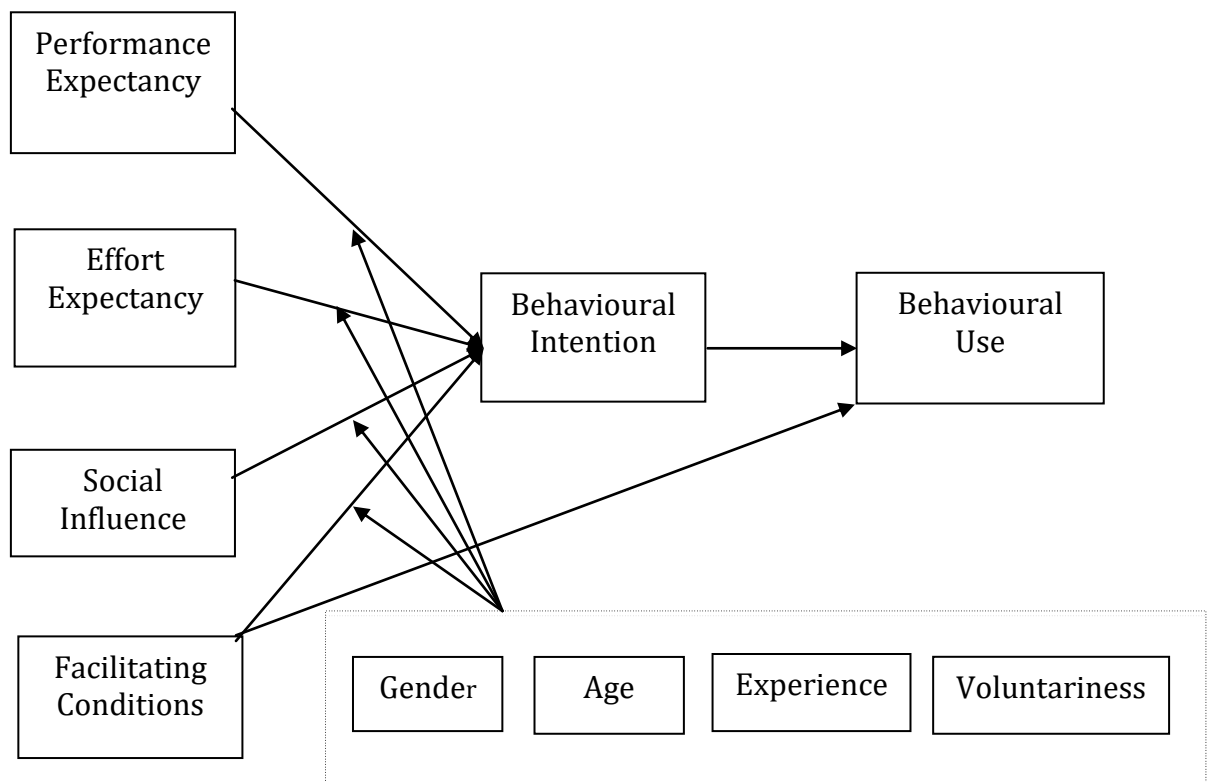 Performance
Expectancy
Effort
Expectancy
Social
Influence
Facilitating
Conditions
Behavioural
Intention
Behavioural
Use
Gender
Age
Experience
Voluntariness